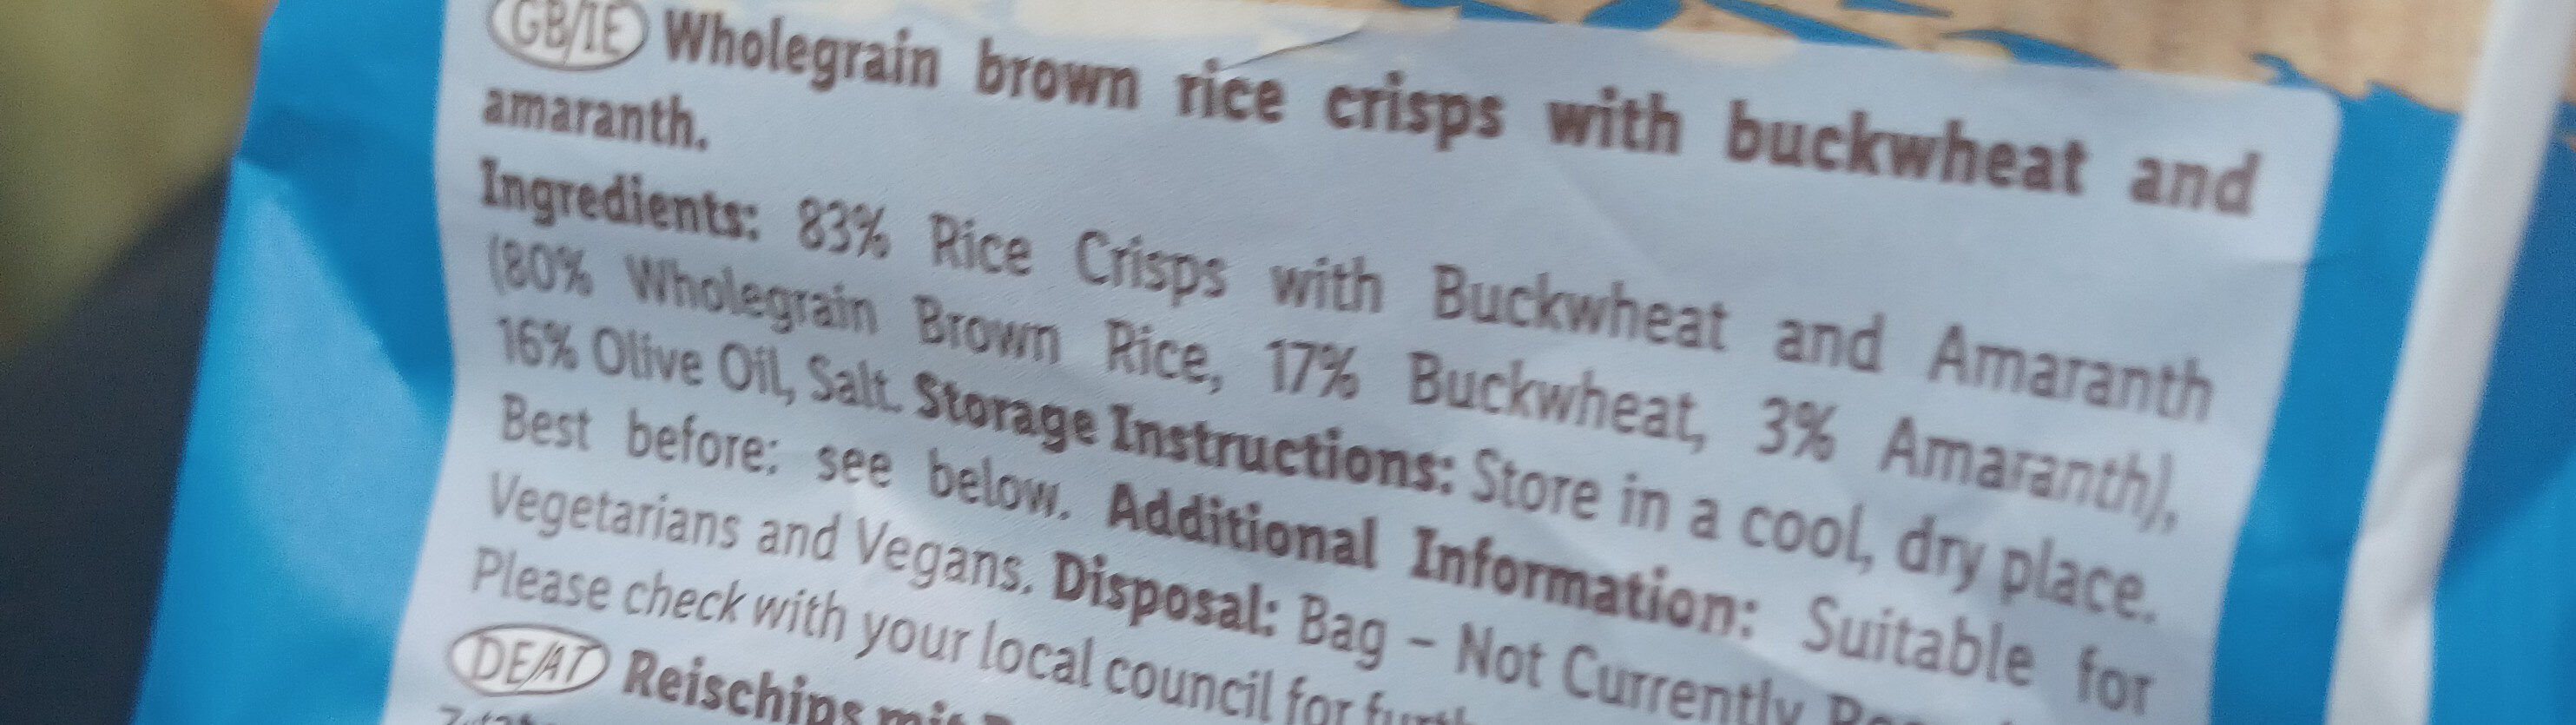 GB/IE Wholegrain brown rice crisps with buckwheat and
amaranth.
Ingredients: 83% Rice Crisps with Buckwheat and Amaranth
(80% Wholegrain Brown Rice, 17% Buckwheat, 3% Amaranth),
16% Olive Oil, Salt. Storage Instructions: Store in a cool, dry place.
Best before: see below. Additional Information: Suitable for
Vegetarians and Vegans. Disposal: Bag – Not Currently
Please check with your local council for
DE/AT Reischips mit